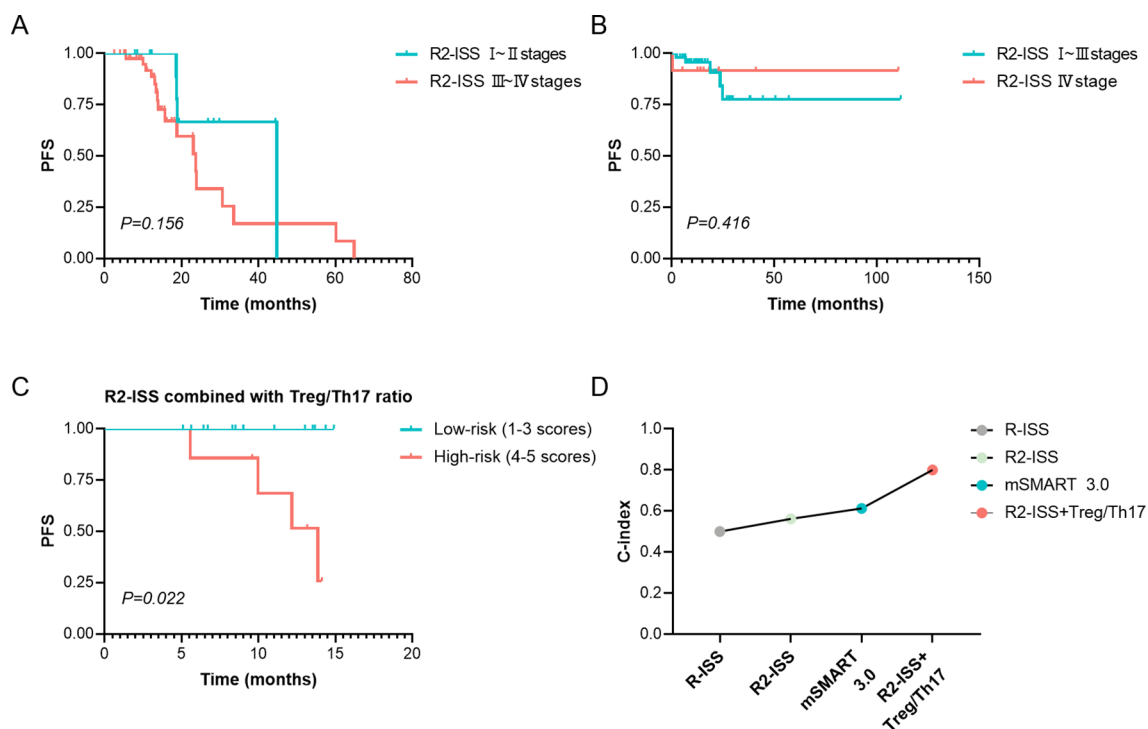 A
R2-ISS Ⅰ~Ⅱ stages
R2-ISS Ⅲ~Ⅳ stages
1.00
0.75
0.50
0.25
0.00
PFS
P=0.156
0 20 40 60 80
Time (months)
B
R2-ISS Ⅰ~Ⅲ stages
R2-ISS Ⅳ stage
1.00
0.75
0.50
0.25
0.00
PFS
P=0.416
0 50 100 150
Time (months)
C
R2-ISS combined with Treg/Th17 ratio
Low-risk (1-3 scores)
High-risk (4-5 scores)
1.00
0.75
0.50
0.25
0.00
PFS
P=0.022
0 5 10 15 20
Time (months)
D
R-ISS
R2-ISS
mSMART 3.0
R2-ISS+Treg/Th17
1.0
0.8
0.6
0.4
0.2
0.0
C-index
R-ISS
R2-ISS
mSMART
3.0
R2-ISS+
Treg/Th17